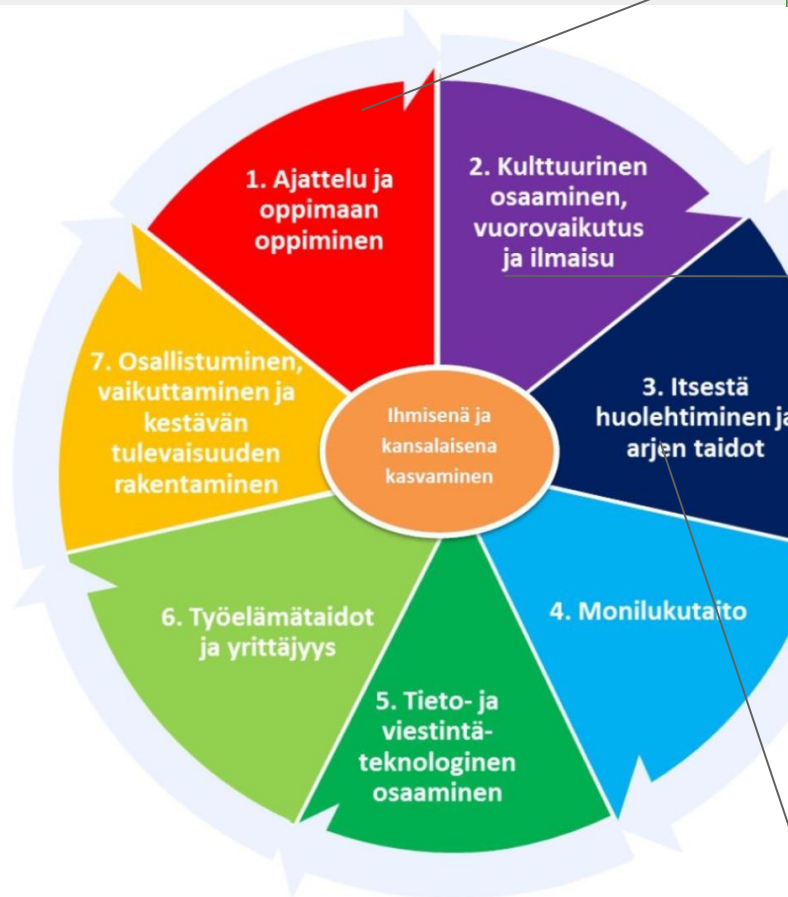 1. Ajattelu ja
oppimaan
oppiminen
2. Kulttuurinen
osaaminen,
vuorovaikutus
ja ilmaisu
3. Itsestä
huolehtiminen ja
arjen taidot
4. Monilukutaito
5. Tieto- ja
viestintä-
teknologinen
osaaminen
6. Työelämätaidot
ja yrittäjyys
7. Osallistuminen,
vaikuttaminen ja
kestävän
tulevaisuuden
rakentaminen
Ihmisenä ja
kansalaisena
kasvaminen